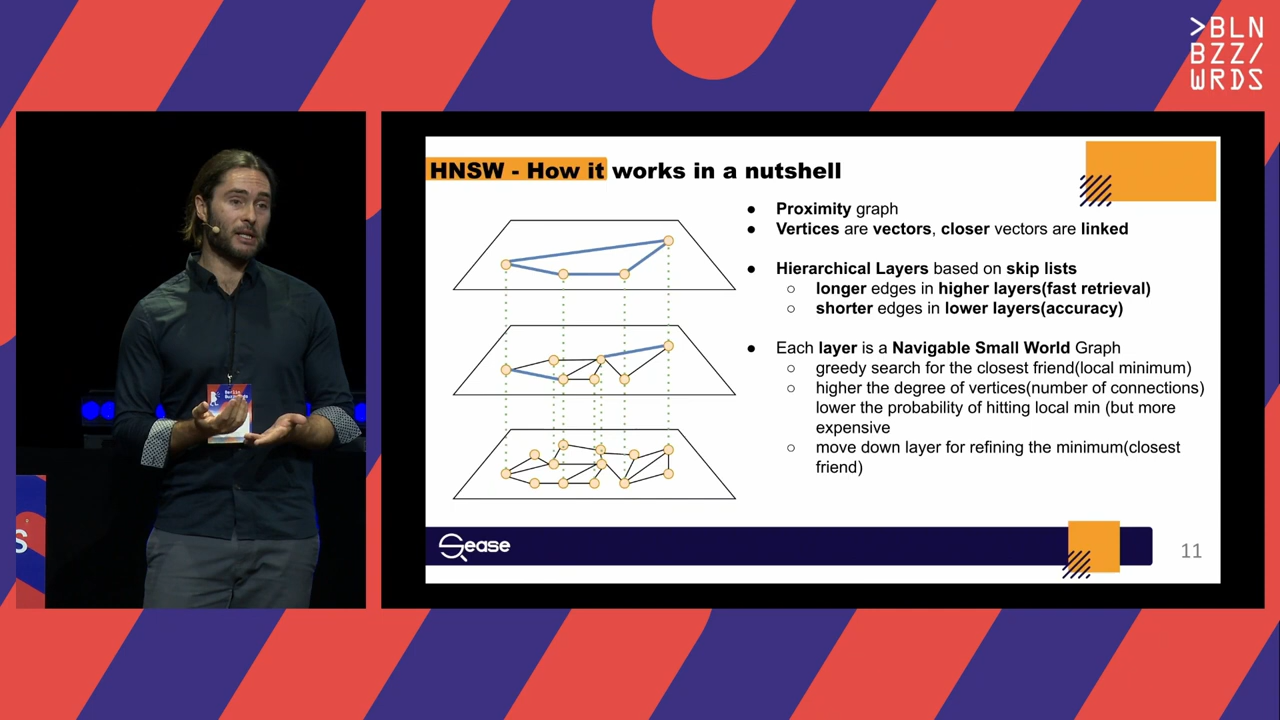 >BLN
BZZ/
WRDS
HNSW - How it works in a nutshell
● Proximity graph
● Vertices are vectors, closer vectors are linked
● Hierarchical Layers based on skip lists
○ longer edges in higher layers(fast retrieval)
○ shorter edges in lower layers(accuracy)
● Each layer is a Navigable Small World Graph
○ greedy search for the closest friend(local minimum)
○ higher the degree of vertices(number of connections)
lower the probability of hitting local min (but more
expensive
○ move down layer for refining the minimum(closest
friend)
Sease
11
Berlin
S